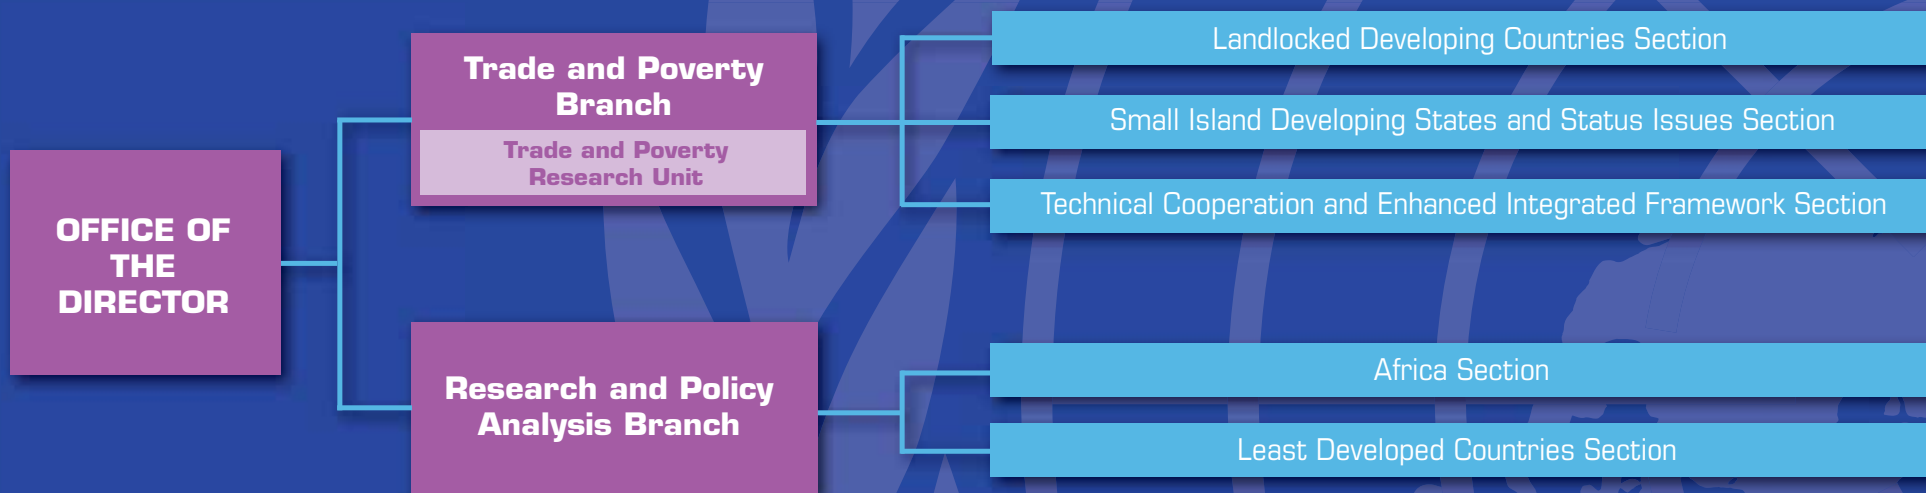 OFFICE OF
THE
DIRECTOR
Trade and Poverty
Branch
Trade and Poverty
Research Unit
Landlocked Developing Countries Section
Small Island Developing States and Status Issues Section
Technical Cooperation and Enhanced Integrated Framework Section
Research and Policy
Analysis Branch
Africa Section
Least Developed Countries Section